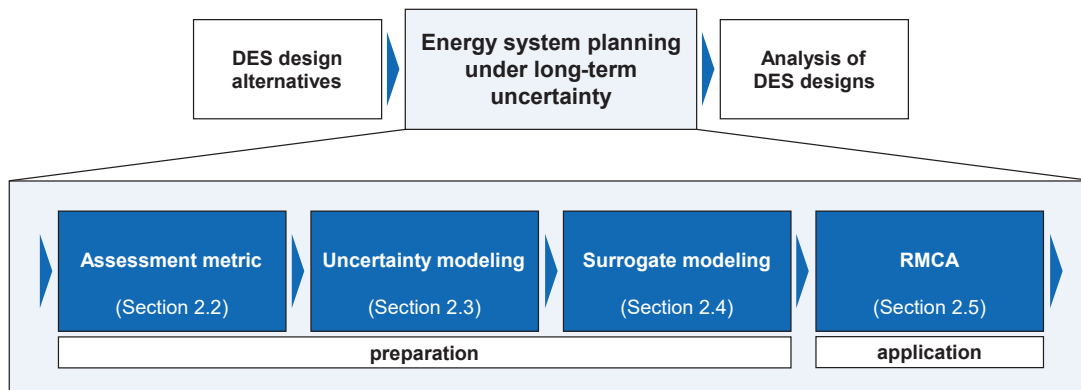 DES design
alternatives
Energy system planning
under long-term
uncertainty
Analysis of
DES designs
Assessment metric
(Section 2.2)
Uncertainty modeling
(Section 2.3)
Surrogate modeling
(Section 2.4)
RMCA
(Section 2.5)
preparation
application